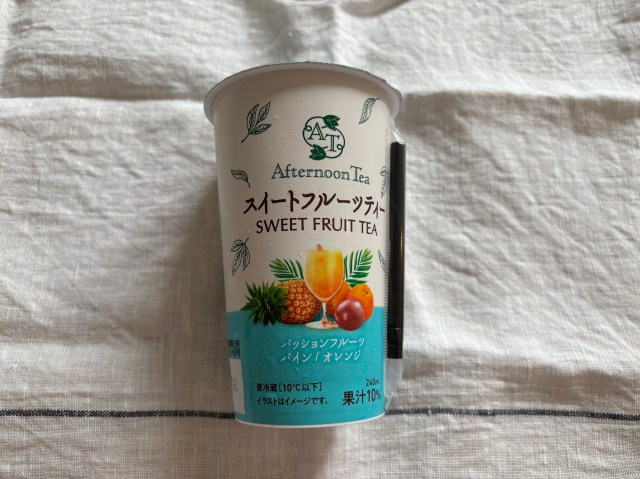 AT
Afternoon Tea
スイートフルーツティー
SWEET FRUIT TEA
パッションフルーツ
パイン/オレンジ
要冷蔵[10℃以下]
イラストはイメージです。
240ml
果汁10%